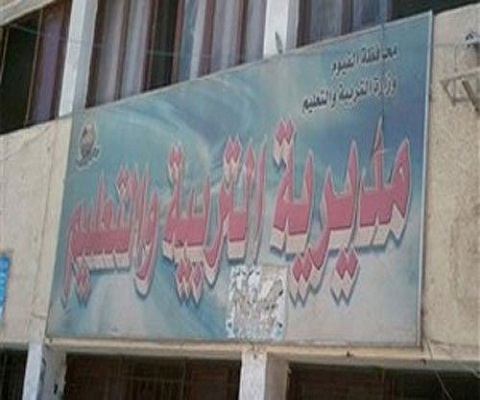 محافظة الفيوم
وزارة التربية والتعليم
مديرية التربية والتعليم